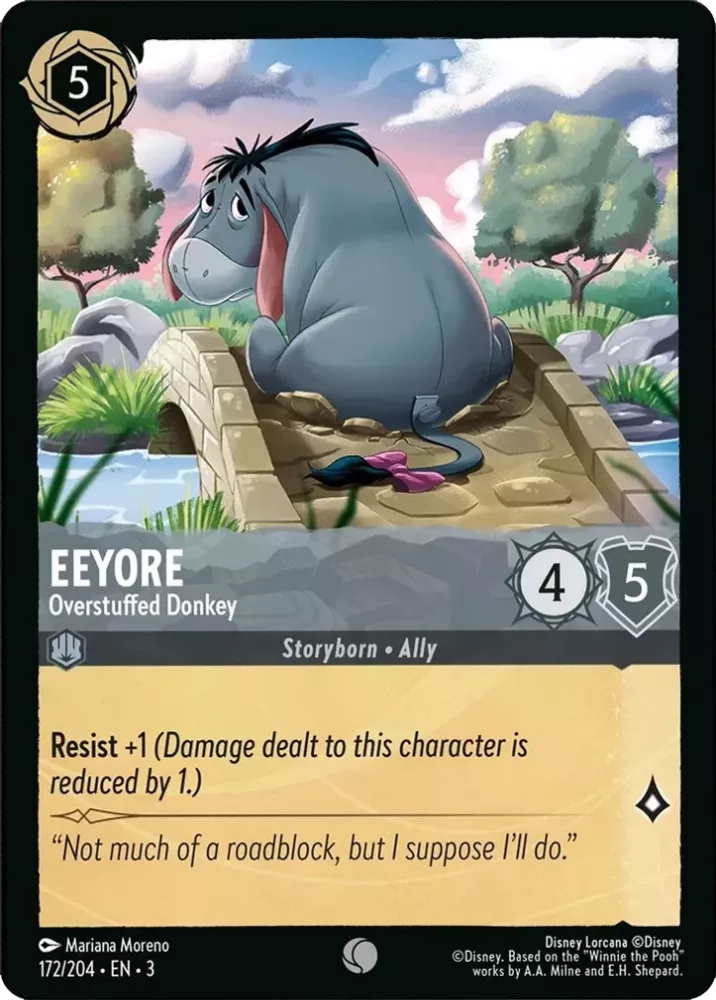 5
EEYORE
Overstuffed Donkey
4
5
Storyborn • Ally
Resist +1 (Damage dealt to this character is
reduced by 1.)
“Not much of a roadblock, but I suppose I’ll do.”
Mariana Moreno
172/204 • EN • 3
Disney Lorcana ©Disney
©Disney. Based on the "Winnie the Pooh"
works by A.A. Milne and E.H. Shepard.